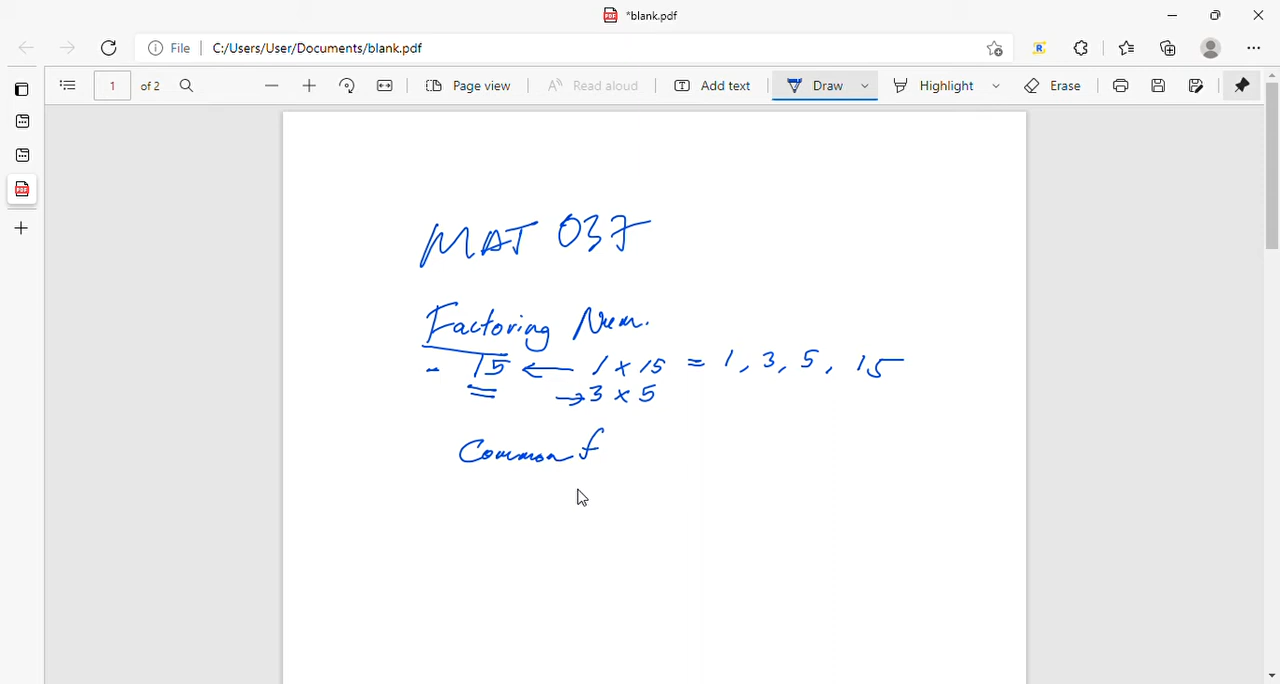 *blank.pdf
File C:/Users/User/Documents/blank.pdf
1 of 2 Page view Read aloud Add text Draw Highlight Erase
MAT 037
Factoring Num.
- 15 ← 1 x 15 = 1, 3, 5, 15
→ 3 x 5
Common f